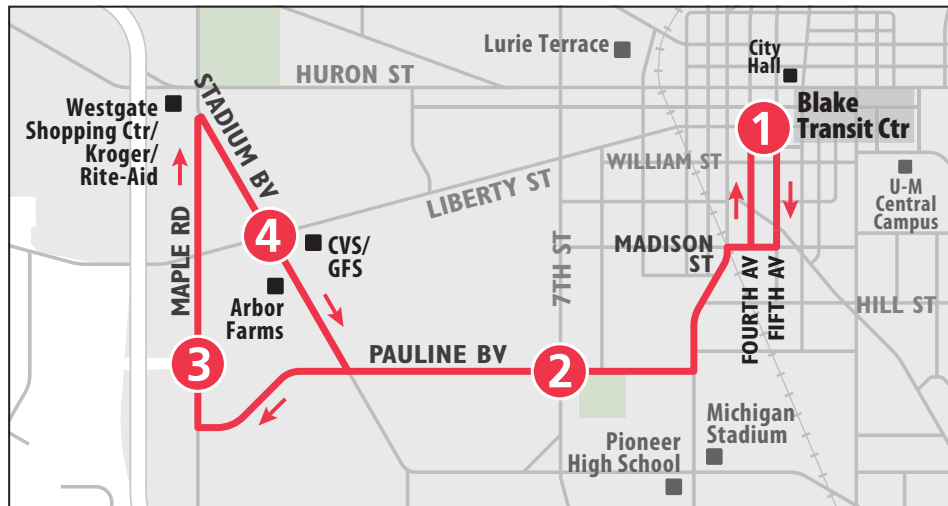 Lurie Terrace
City
Hall
HURON ST
STADIUM BV
Westgate
Shopping Ctr/
Kroger/
Rite-Aid
Blake
Transit Ctr
1
WILLIAM ST
U-M
Central
Campus
LIBERTY ST
MAPLE RD
4
CVS/
GFS
MADISON
ST
7TH ST
FOURTH AV
FIFTH AV
HILL ST
Arbor
Farms
3
PAULINE BV
2
Michigan
Stadium
Pioneer
High School